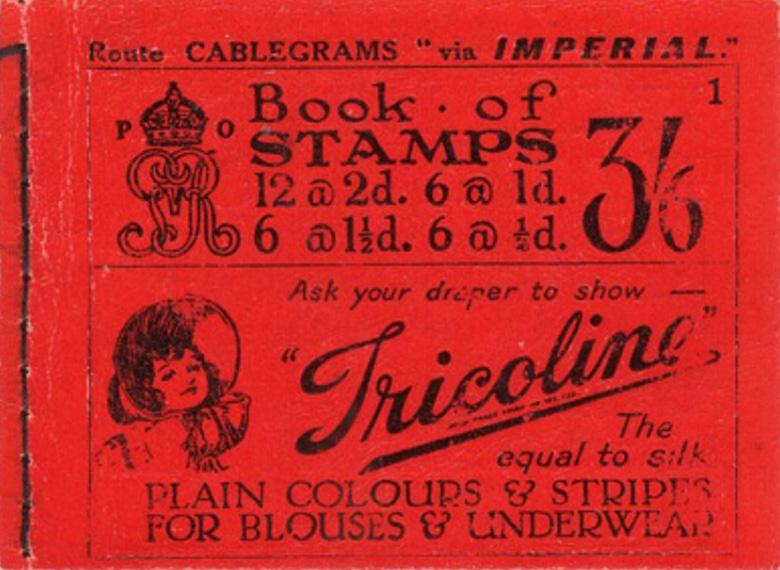 Route CABLEGRAMS "via IMPERIAL."
1
P O
Book · of
STAMPS
3/6
12 @ 2d. 6 @ 1d.
6 @ 1½d. 6 @ ½d.
Ask your draper to show —
"Tricoline"
The
equal to silk
PLAIN COLOURS & STRIPES
FOR BLOUSES & UNDERWEAR